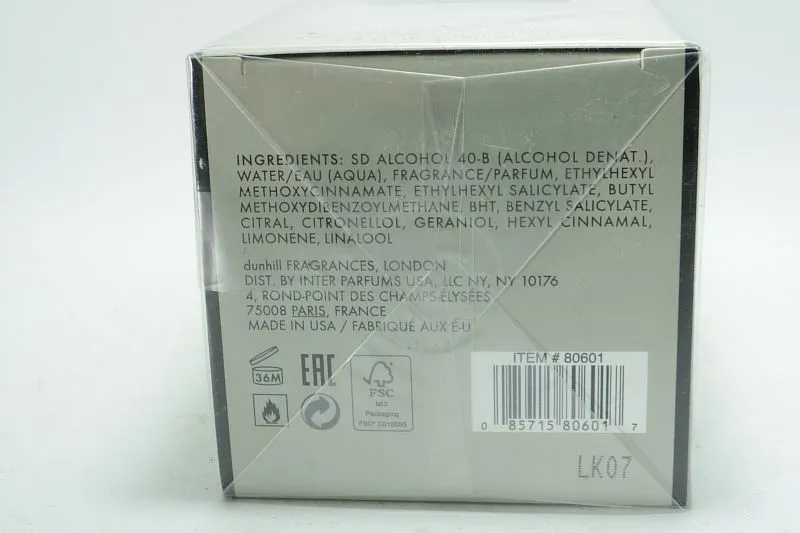 INGREDIENTS: SD ALCOHOL 40-B (ALCOHOL DENAT.),
WATER/EAU (AQUA), FRAGRANCE/PARFUM, ETHYLHEXYL
METHOXYCINNAMATE, ETHYLHEXYL SALICYLATE, BUTYL
METHOXYDIBENZOYLMETHANE, BHT, BENZYL SALICYLATE,
CITRAL, CITRONELLOL, GERANIOL, HEXYL CINNAMAL,
LIMONENE, LINALOOL
dunhill FRAGRANCES, LONDON
DIST. BY INTER PARFUMS USA, LLC NY, NY 10176
4, ROND-POINT DES CHAMPS-ÉLYSÉES
75008 PARIS, FRANCE
MADE IN USA / FABRIQUÉ AUX É-U
36M
EAC
FSC
MIX
Packaging
ITEM # 80601
0 85715 80601 7
LK07